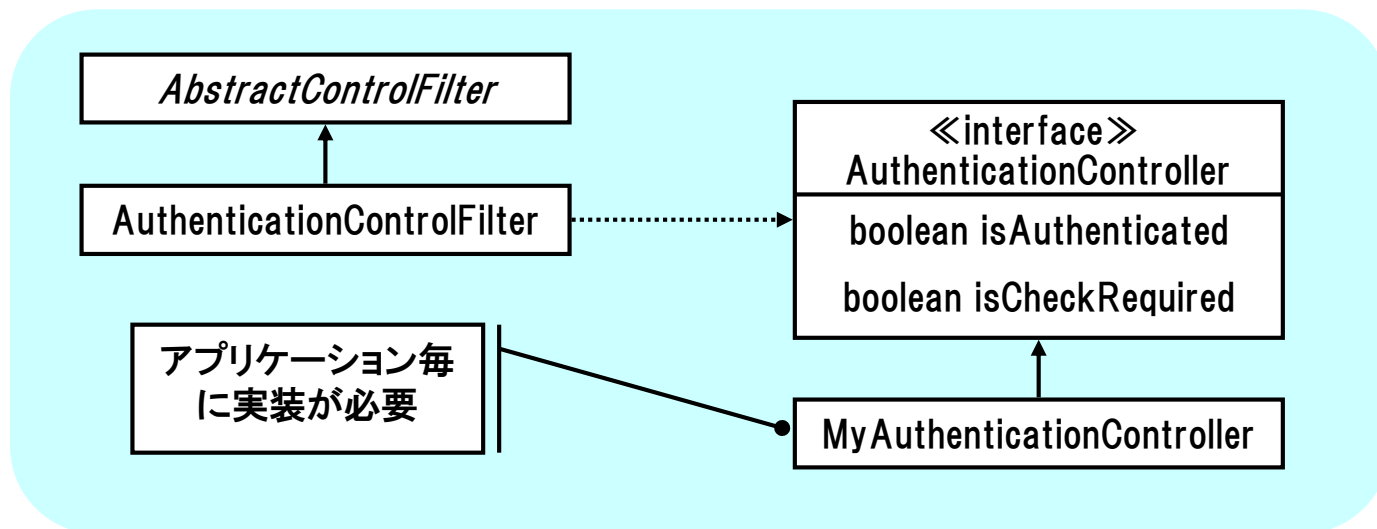 AbstractControlFilter
AuthenticationControlFilter
≪interface≫
AuthenticationController
boolean isAuthenticated
boolean isCheckRequired
アプリケーション毎
に実装が必要
MyAuthenticationController